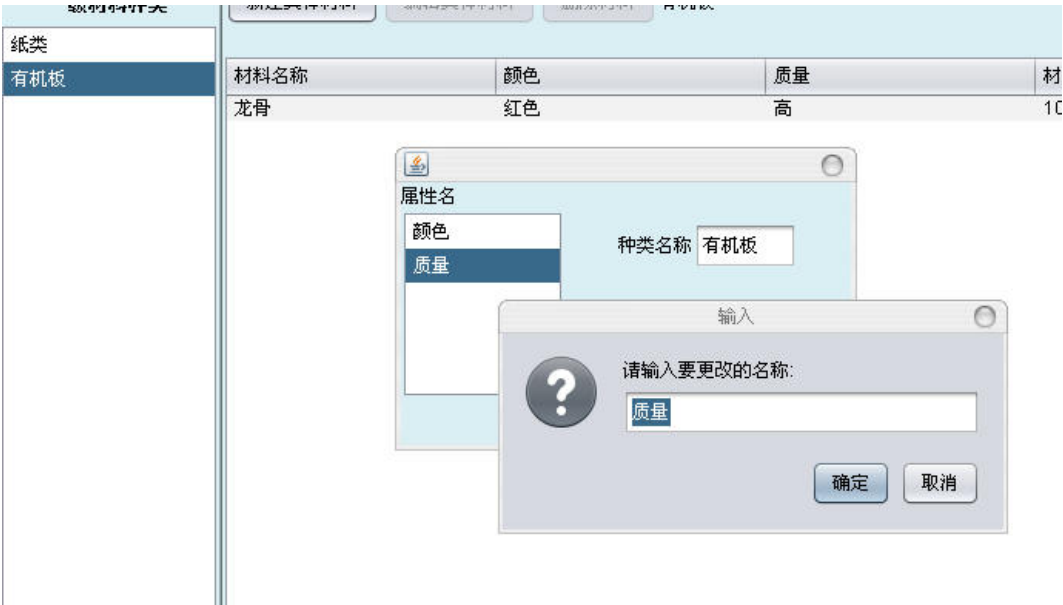 纸类
有机板
材料名称 颜色 质量 材
龙骨 红色 高 10
属性名
颜色
质量
种类名称 有机板
输入
请输入要更改的名称:
质量
确定 取消